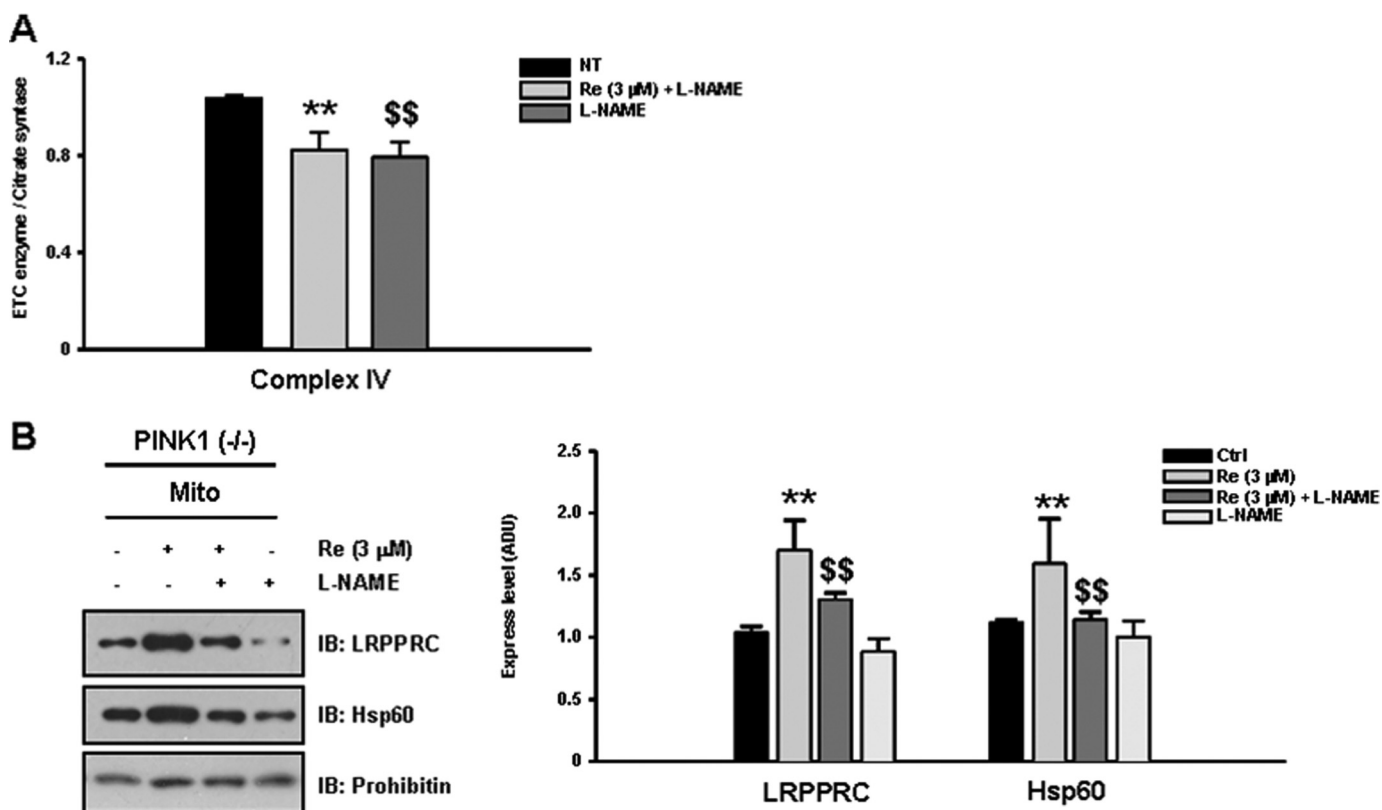 A
ETC enzyme / Citrate syntase
1.2
0.8
0.4
0
**
$$
Complex IV
NT
Re (3 μM) + L-NAME
L-NAME
B
PINK1 (-/-)
Mito
- + + - Re (3 μM)
- - + + L-NAME
IB: LRPPRC
IB: Hsp60
IB: Prohibitin
Express level (ADU)
2.5
2.0
1.5
1.0
0.5
0
**
$$
**
$$
LRPPRC
Hsp60
Ctrl
Re (3 μM)
Re (3 μM) + L-NAME
L-NAME